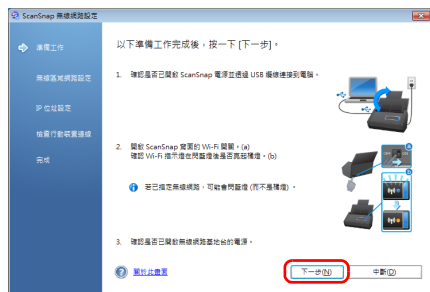 ScanSnap 無線網路設定
準備工作
無線區域網路設定
IP 位址設定
檢查行動裝置連線
完成
以下準備工作完成後，按一下 [下一步]。
1. 確認是否已開啟 ScanSnap 電源並透過 USB 纜線連接到電腦。
2. 開啟 ScanSnap 背面的 Wi-Fi 開關。(a)
確認 Wi-Fi 指示燈在閃藍燈後是否亮起橘燈。(b)
若已指定無線網路，可能會閃藍燈 (而不是橘燈)。
3. 確認是否已開啟無線網路基地台的電源。
關於此畫面
下一步(N)
中斷(D)